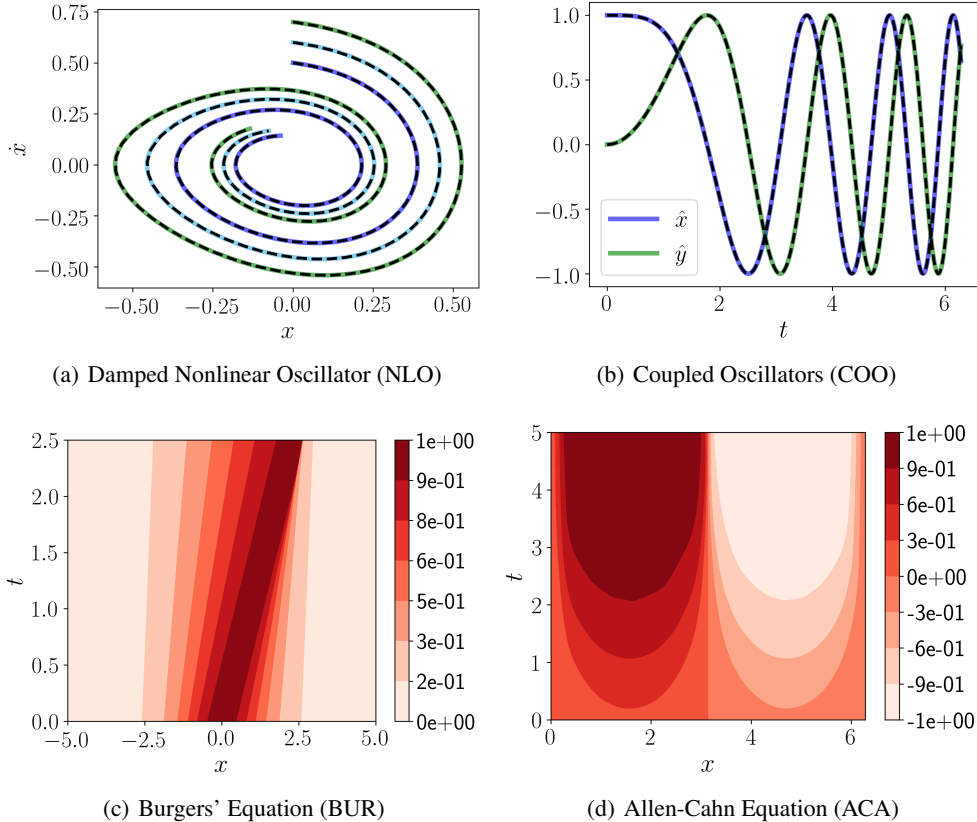 0.75
0.50
0.25
0.00
−0.25
−0.50
ẋ
−0.50
−0.25
0.00
0.25
0.50
x
(a) Damped Nonlinear Oscillator (NLO)
1.0
0.5
0.0
−0.5
−1.0
x̂
ŷ
0
2
4
6
t
(b) Coupled Oscillators (COO)
2.5
2.0
1.5
1.0
0.5
0.0
t
−5.0
−2.5
0.0
2.5
5.0
x
1e+00
9e-01
8e-01
6e-01
5e-01
3e-01
2e-01
0e+00
(c) Burgers’ Equation (BUR)
5
4
3
2
1
0
t
0
2
4
6
x
1e+00
9e-01
6e-01
3e-01
0e+00
-3e-01
-6e-01
-9e-01
-1e+00
(d) Allen-Cahn Equation (ACA)